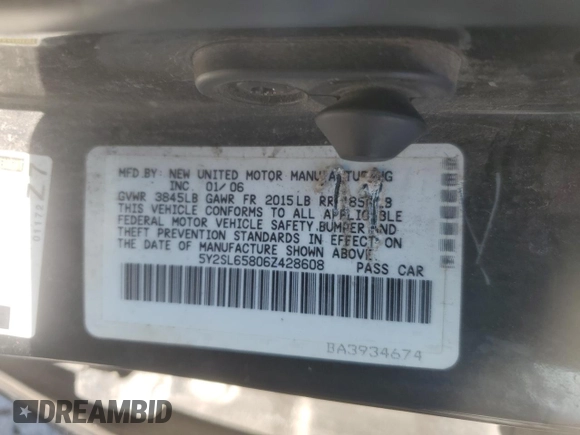 MFD.BY: NEW UNITED MOTOR MANUFACTURING
INC. 01/06
GVWR 3645LB GAWR FR 2015LB RR
THIS VEHICLE CONFORMS TO ALL APPLICABLE
FEDERAL MOTOR VEHICLE SAFETY, BUMPER, AND
THEFT PREVENTION STANDARDS IN EFFECT ON
THE DATE OF MANUFACTURE SHOWN ABOVE.
5Y2SL65806Z428608 PASS CAR
BA3934674
DREAMBID